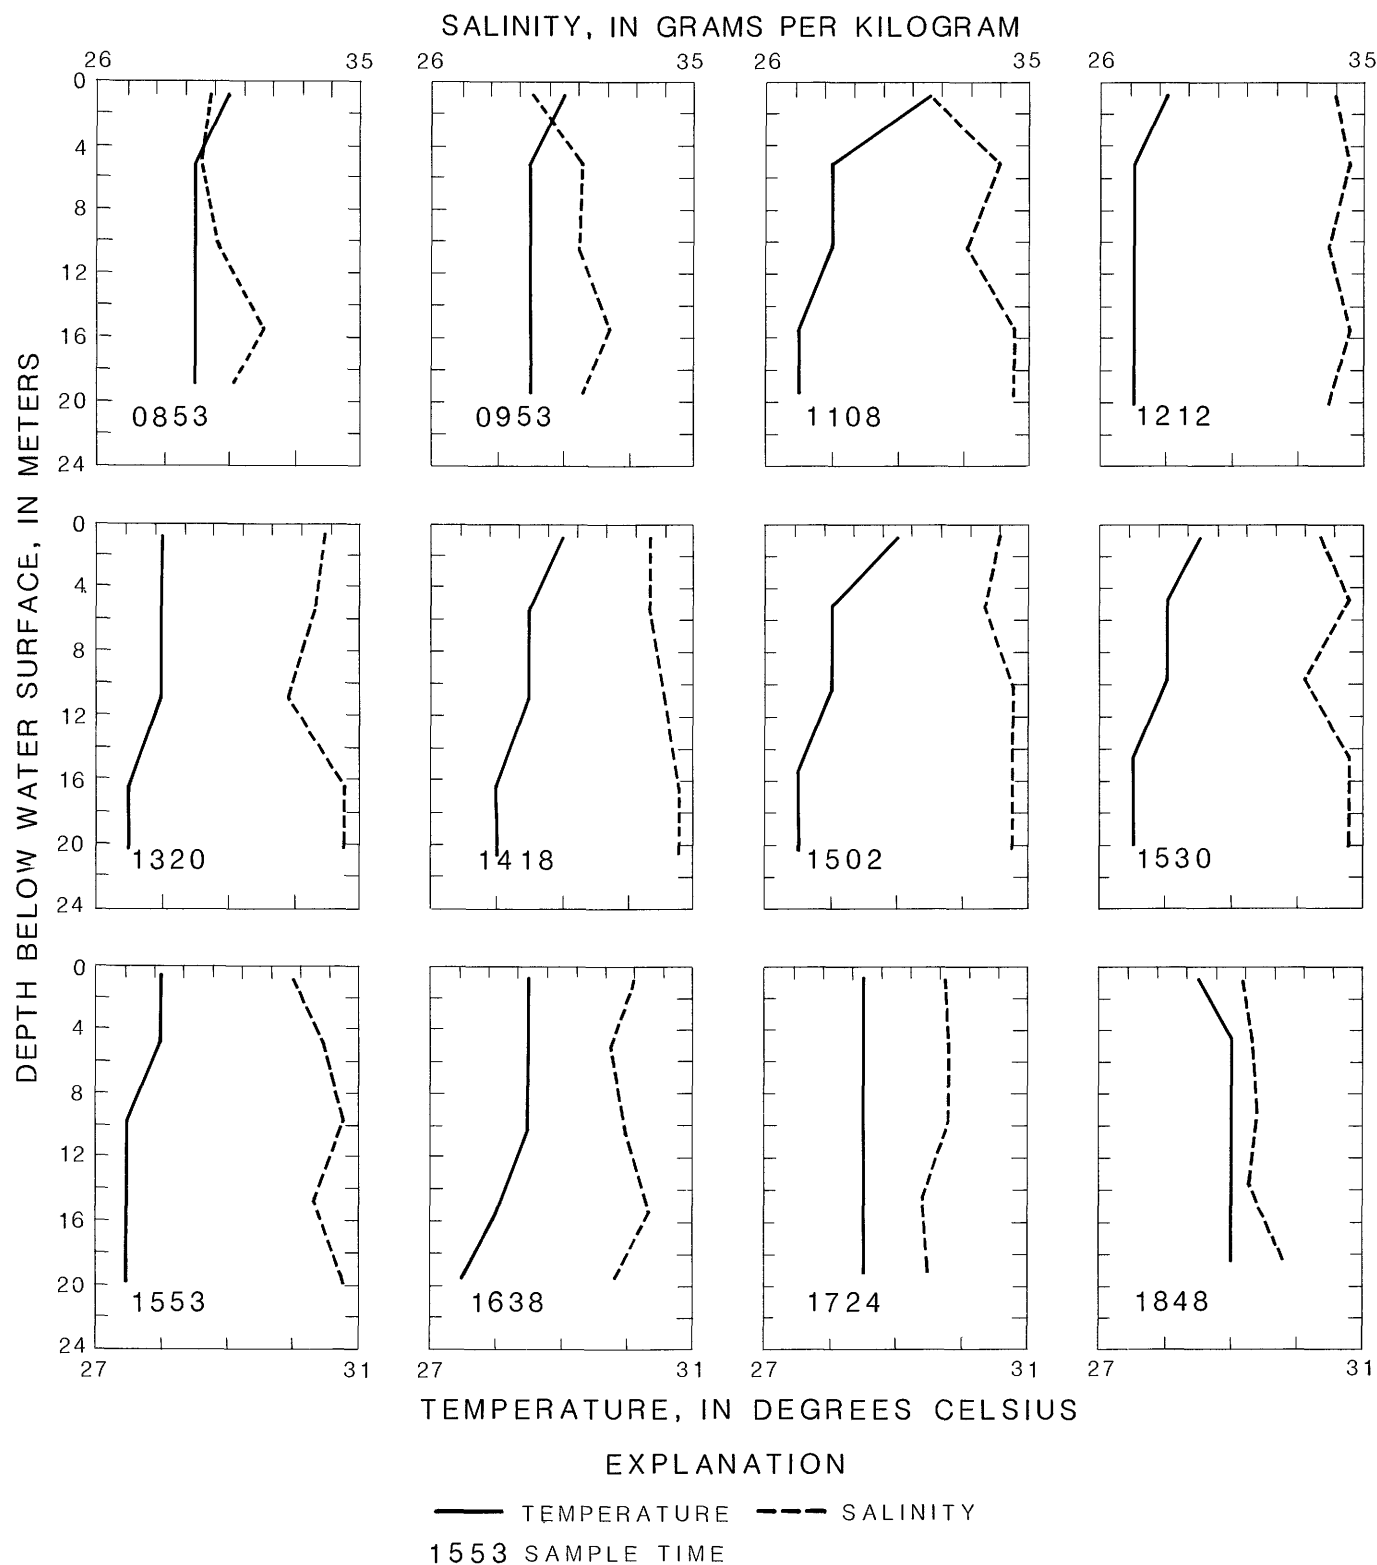 SALINITY, IN GRAMS PER KILOGRAM
26 35 26 35 26 35 26 35
0
4
8
12
16
20
24
0853 0953 1108 1212
0
4
8
12
16
20
24
1320 1418 1502 1530
0
4
8
12
16
20
24
1553 1638 1724 1848
27 31 27 31 27 31 27 31
DEPTH BELOW WATER SURFACE, IN METERS
TEMPERATURE, IN DEGREES CELSIUS
EXPLANATION
TEMPERATURE SALINITY
1553 SAMPLE TIME